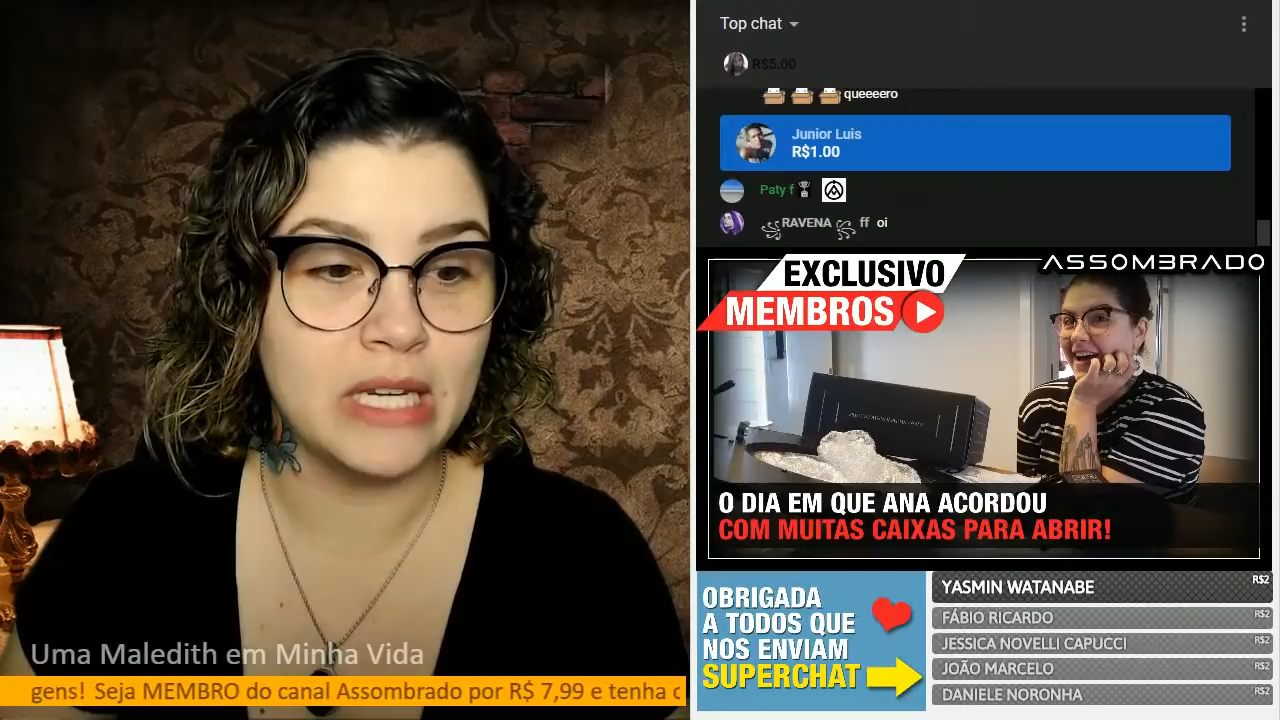 Top chat
R$5.00
queeeero
Junior Luis
R$1.00
Paty f
RAVENA ff oi
ASSOMBRADO
EXCLUSIVO
MEMBROS
O DIA EM QUE ANA ACORDOU
COM MUITAS CAIXAS PARA ABRIR!
Uma Maledith em Minha Vida
gens! Seja MEMBRO do canal Assombrado por R$ 7,99 e tenha
OBRIGADA
A TODOS QUE
NOS ENVIAM
SUPERCHAT
YASMIN WATANABE R$2
FÁBIO RICARDO R$2
JESSICA NOVELLI CAPUCCI R$2
JOÃO MARCELO R$2
DANIELE NORONHA R$2